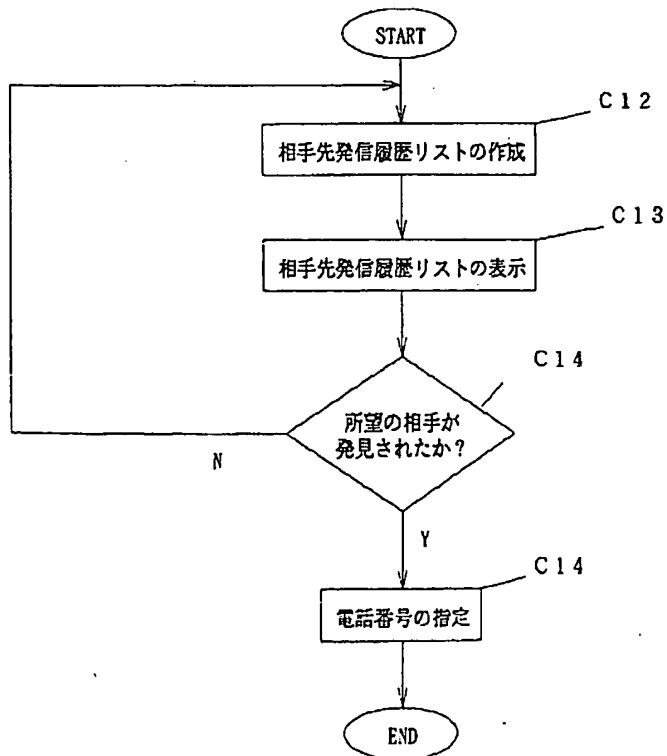 START
C12
相手先発信履歴リストの作成
C13
相手先発信履歴リストの表示
C14
所望の相手が
発見されたか？
N
Y
C14
電話番号の指定
END